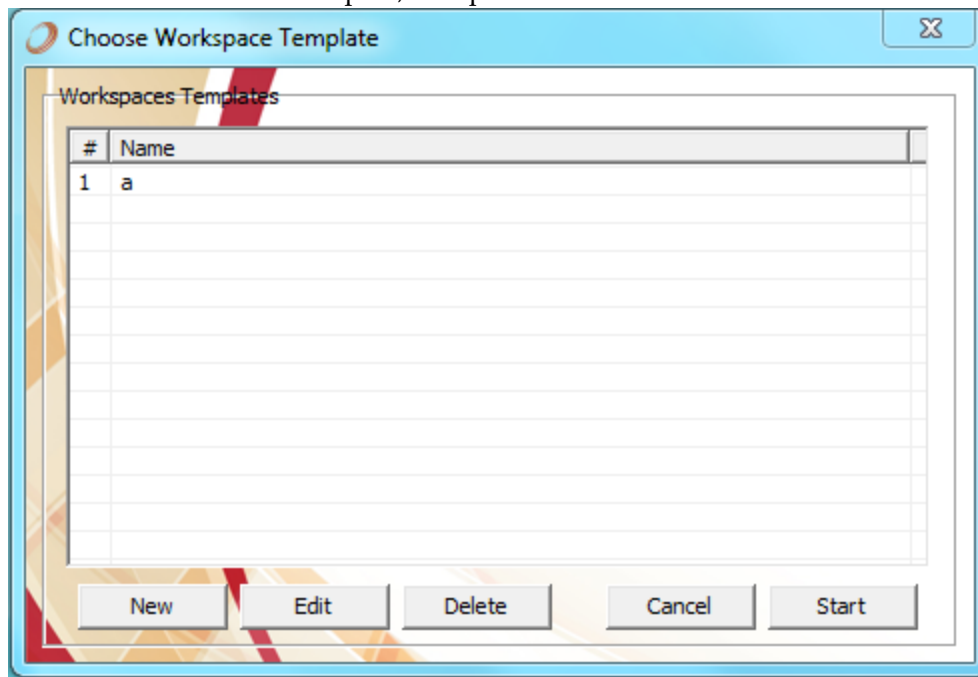 Choose Workspace Template
Workspaces Templates
# Name
1 a
New Edit Delete Cancel Start